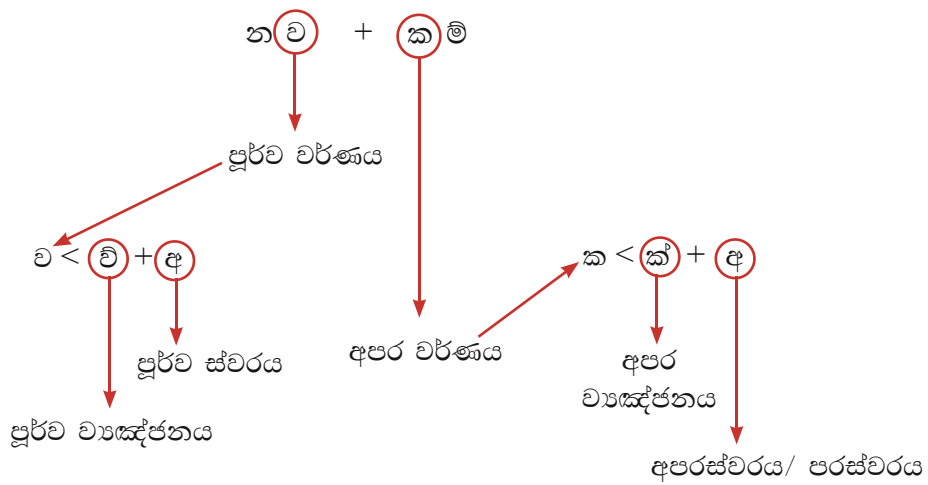 නව + කම්
පූර්ව වර්ණය
ව < ව් + අ
ක < ක් + අ
පූර්ව ස්වරය
අපර වර්ණය
අපර
ව්‍යඤ්ජනය
පූර්ව ව්‍යඤ්ජනය
අපරස්වරය/ පරස්වරය